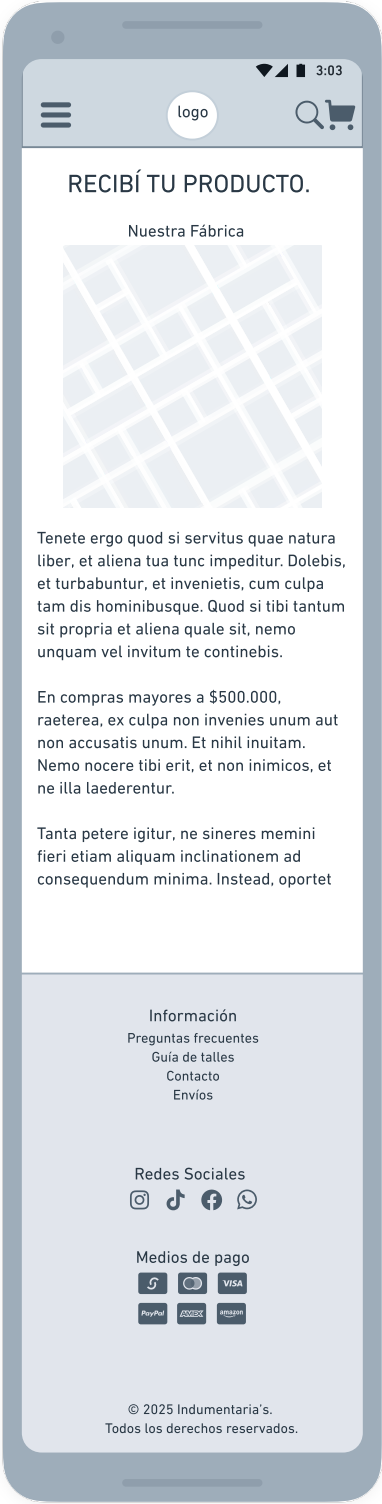 3:03
logo
RECIBÍ TU PRODUCTO.
Nuestra Fábrica
Tenete ergo quod si servitus quae natura
liber, et aliena tua tunc impeditur. Dolebis,
et turbabuntur, et invenietis, cum culpa
tam dis hominibusque. Quod si tibi tantum
sit propria et aliena quale sit, nemo
unquam vel invitum te continebis.
En compras mayores a $500.000,
raeterea, ex culpa non invenies unum aut
non accusatis unum. Et nihil inuitam.
Nemo nocere tibi erit, et non inimicos, et
ne illa laederentur.
Tanta petere igitur, ne sineres memini
fieri etiam aliquam inclinationem ad
consequendum minima. Instead, oportet
Información
Preguntas frecuentes
Guía de talles
Contacto
Envíos
Redes Sociales
Medios de pago
VISA
PayPal AMEX amazon
© 2025 Indumentaria's.
Todos los derechos reservados.